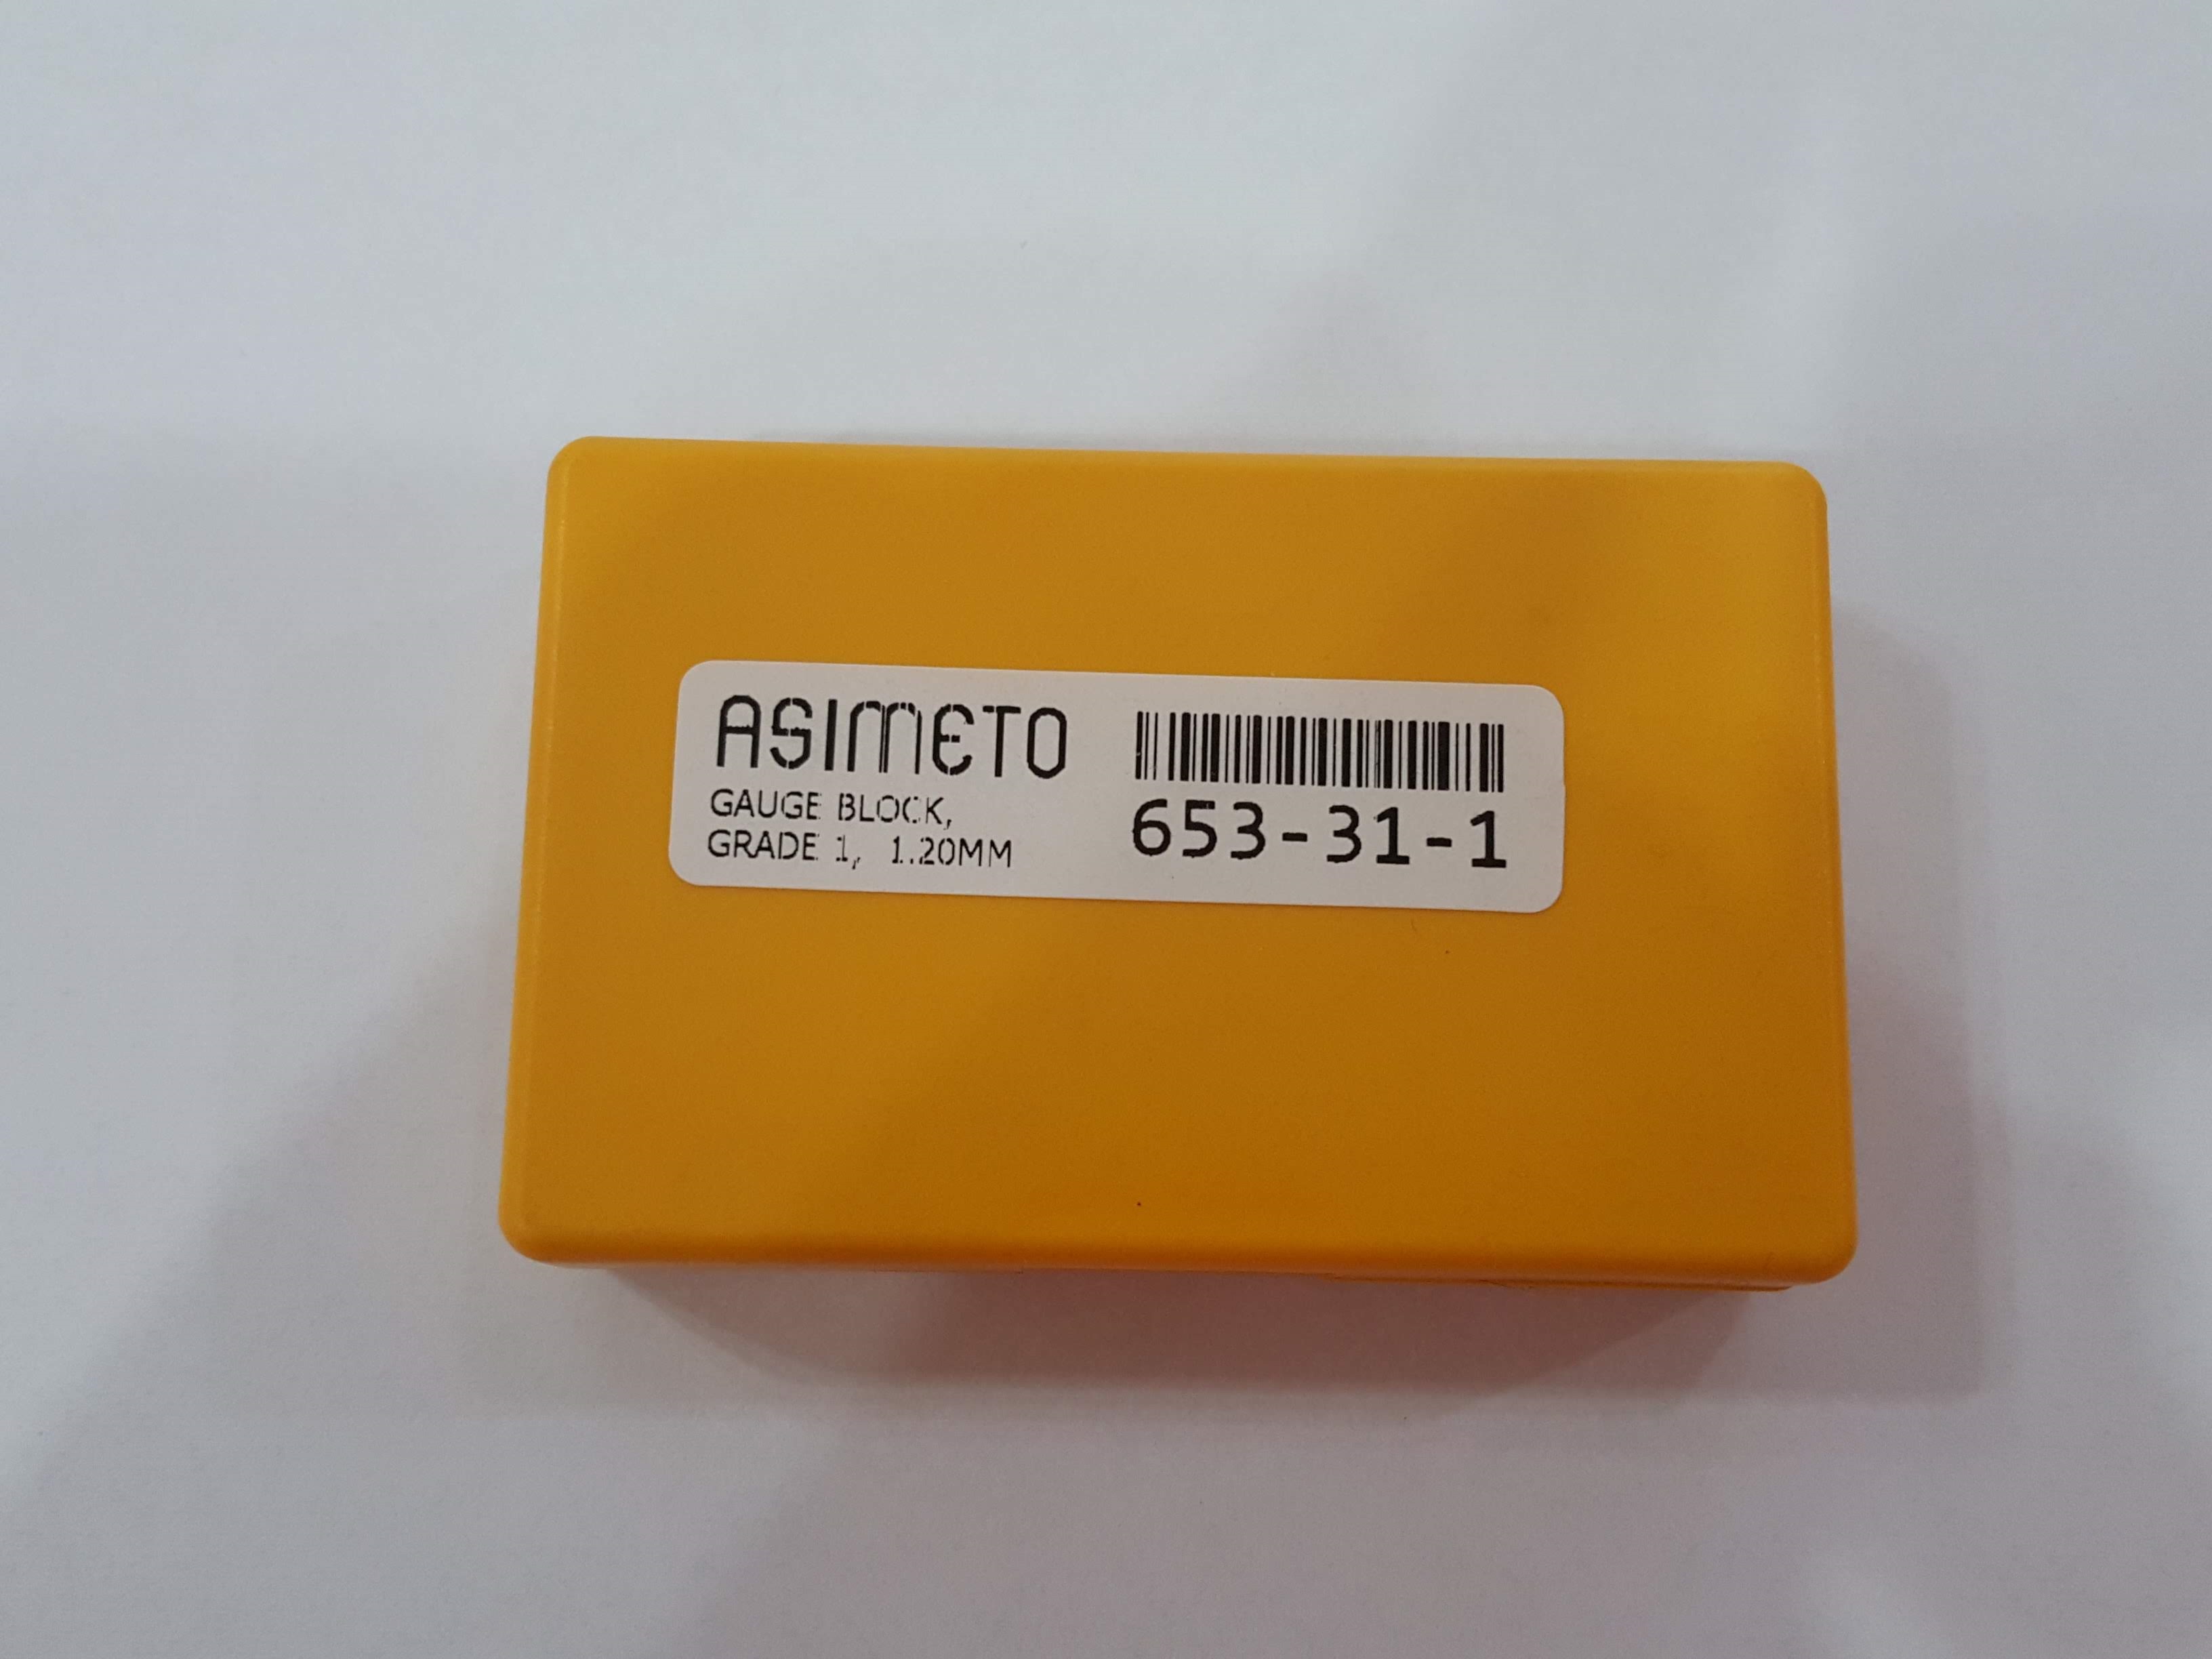 ASIMETO
GAUGE BLOCK,
GRADE 1, 1.20MM
653-31-1